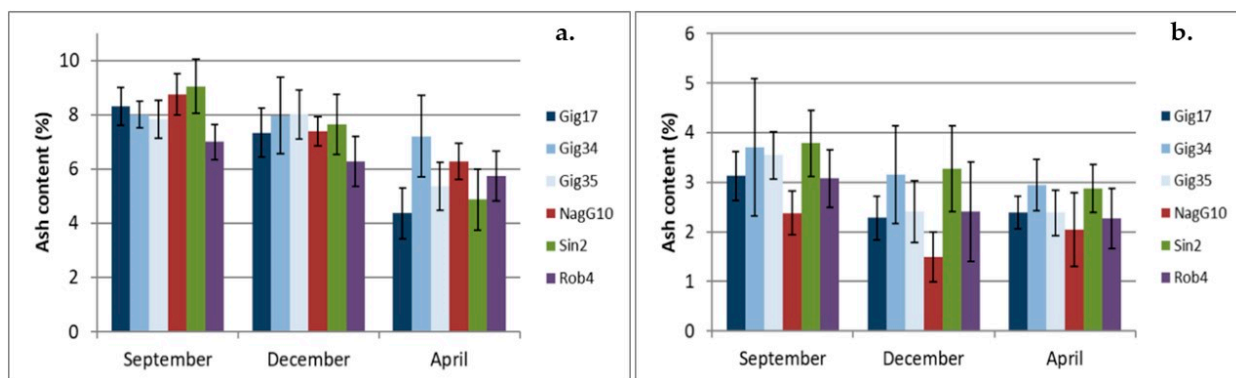 a.
Ash content (%)
10
8
6
4
2
0
September December April
Gig17
Gig34
Gig35
NagG10
Sin2
Rob4
b.
Ash content (%)
6
5
4
3
2
1
0
September December April
Gig17
Gig34
Gig35
NagG10
Sin2
Rob4